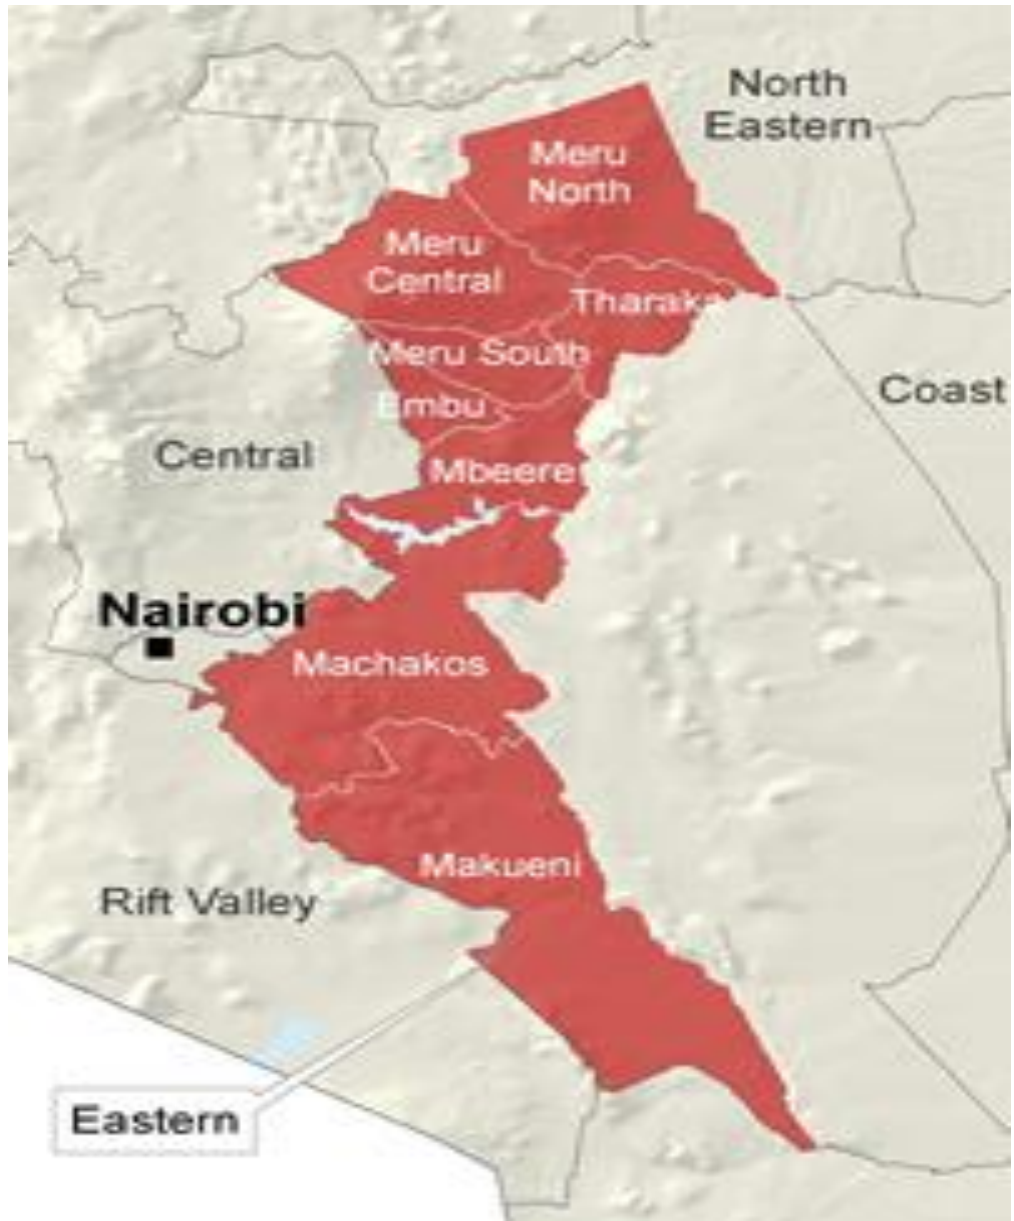 North
Eastern
Meru
North
Meru
Central
Tharaka
Meru South
Coast
Embu
Central
Mbeere
Nairobi
Machakos
Makueni
Rift Valley
Eastern